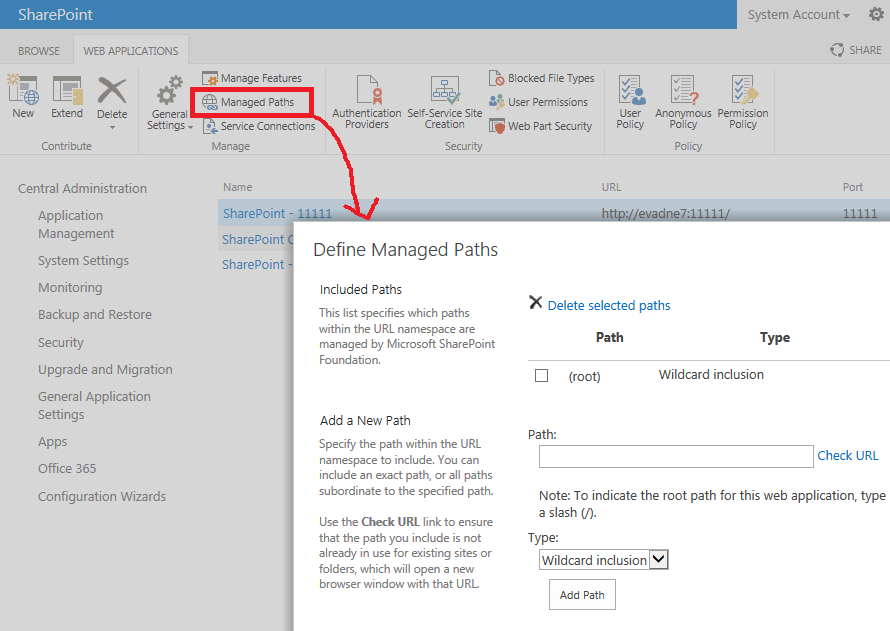 SharePoint
System Account
BROWSE
WEB APPLICATIONS
SHARE
New
Extend
Delete
Contribute
General
Settings
Manage Features
Managed Paths
Service Connections
Manage
Authentication
Providers
Self-Service Site
Creation
Blocked File Types
User Permissions
Web Part Security
Security
User
Policy
Anonymous
Policy
Permission
Policy
Policy
Central Administration
Application
Management
System Settings
Monitoring
Backup and Restore
Security
Upgrade and Migration
General Application
Settings
Apps
Office 365
Configuration Wizards
Name
URL
Port
SharePoint - 11111
http://evadne7:11111/
11111
SharePoint C
SharePoint -
Define Managed Paths
Included Paths
This list specifies which paths
within the URL namespace are
managed by Microsoft SharePoint
Foundation.
Delete selected paths
Path
Type
(root)
Wildcard inclusion
Add a New Path
Specify the path within the URL
namespace to include. You can
include an exact path, or all paths
subordinate to the specified path.
Use the Check URL link to ensure
that the path you include is not
already in use for existing sites or
folders, which will open a new
browser window with that URL.
Path:
Check URL
Note: To indicate the root path for this web application, type
a slash (/).
Type:
Wildcard inclusion
Add Path